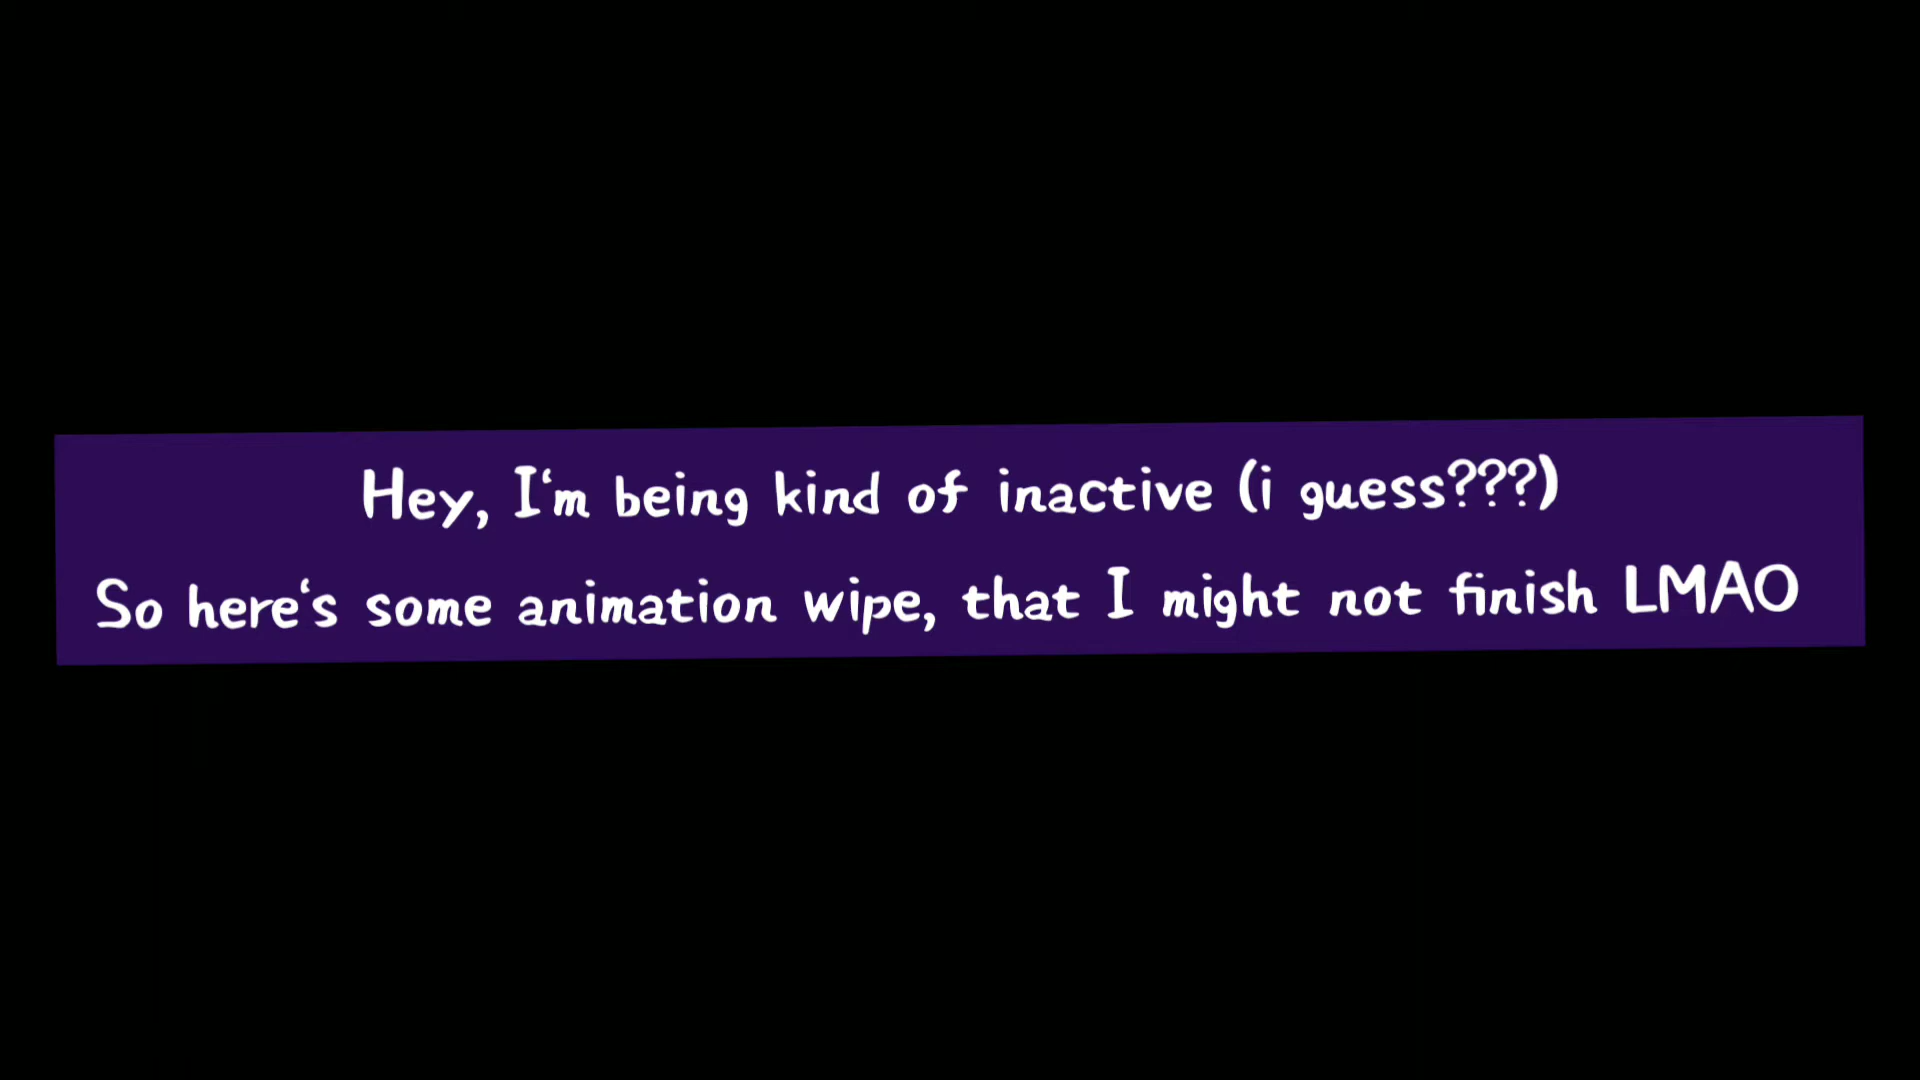 Hey, I‘m being kind of inactive (i guess???)
So here‘s some animation wipe, that I might not finish LMAO